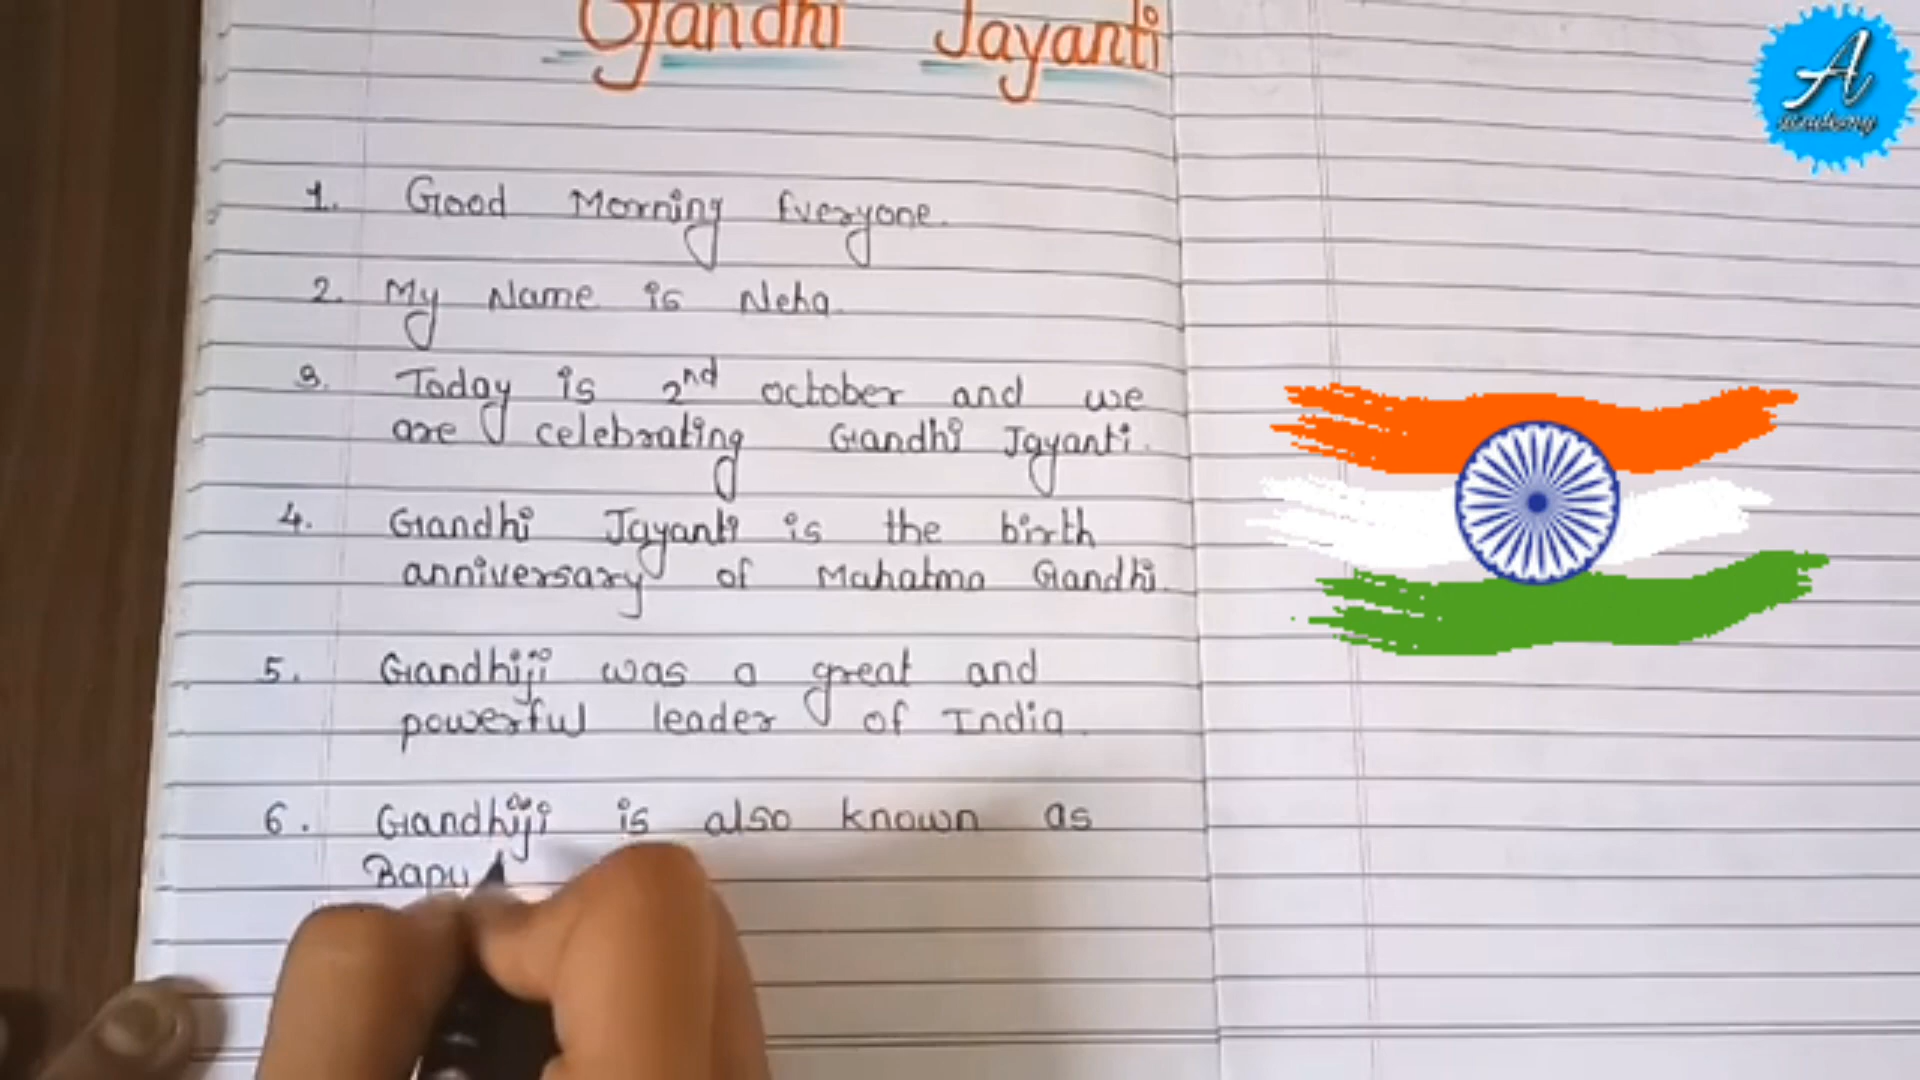 Gandhi Jayanti
A
academy
1. Good Morning Everyone.
2. My Name is Neha.
3. Today is 2nd october and we
are celebrating Gandhi Jayanti.
4. Gandhi Jayanti is the birth
anniversary of Mahatma Gandhi.
5. Gandhiji was a great and
powerful leader of India.
6. Gandhiji is also known as
Bapu